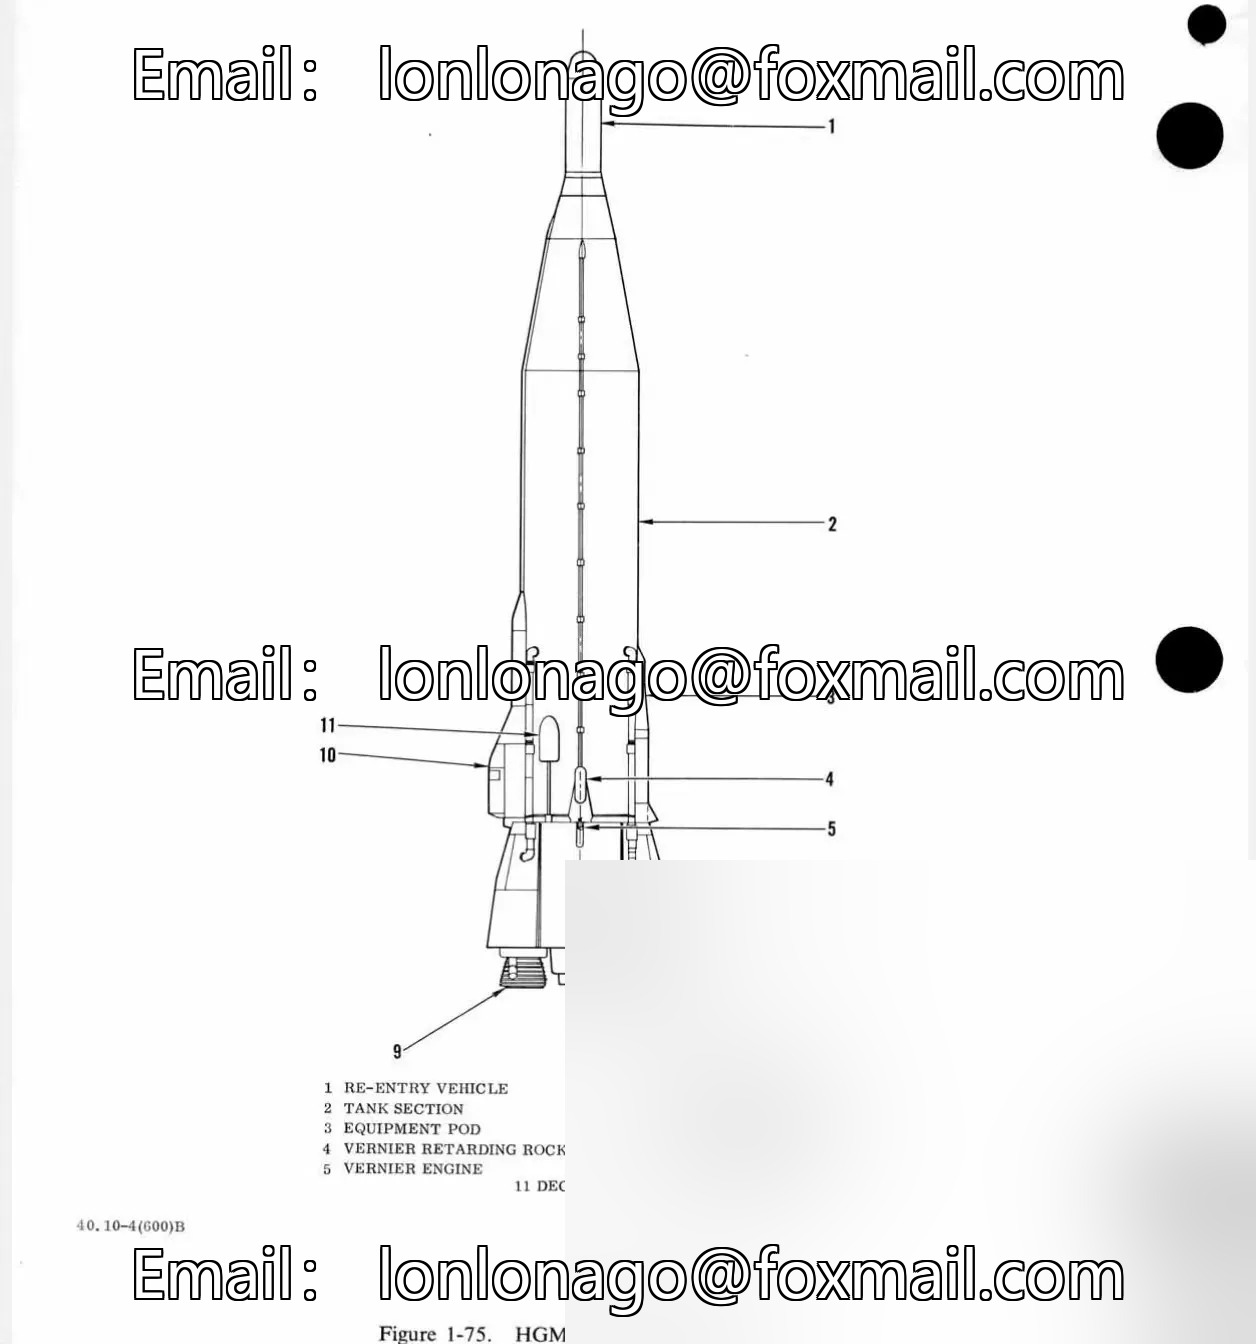 Email: lonlonago@foxmail.com
1
2
Email: lonlonago@foxmail.com
3
11
10
4
5
9
1 RE-ENTRY VEHICLE
2 TANK SECTION
3 EQUIPMENT POD
4 VERNIER RETARDING ROCK
5 VERNIER ENGINE
11 DEC
40.10-4(600)B
Email: lonlonago@foxmail.com
Figure 1-75. HGM